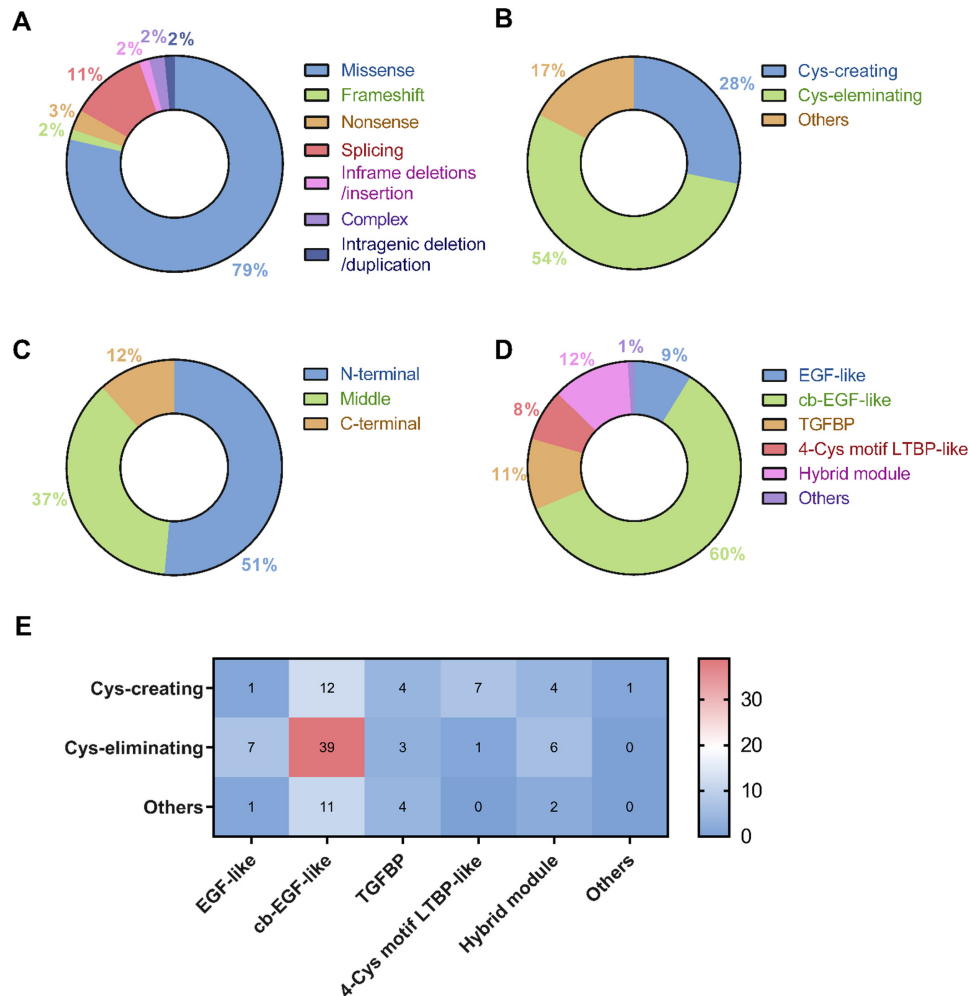 A
2%
2%
2%
11%
3%
2%
79%
Missense
Frameshift
Nonsense
Splicing
Inframe deletions
/insertion
Complex
Intragenic deletion
/duplication
B
17%
28%
54%
Cys-creating
Cys-eleminating
Others
C
12%
37%
51%
N-terminal
Middle
C-terminal
D
12%
1%
9%
8%
11%
60%
EGF-like
cb-EGF-like
TGFBP
4-Cys motif LTBP-like
Hybrid module
Others
E
Cys-creating 1 12 4 7 4 1
Cys-eliminating 7 39 3 1 6 0
Others 1 11 4 0 2 0
EGF-like
cb-EGF-like
TGFBP
4-Cys motif LTBP-like
Hybrid module
Others
30
20
10
0